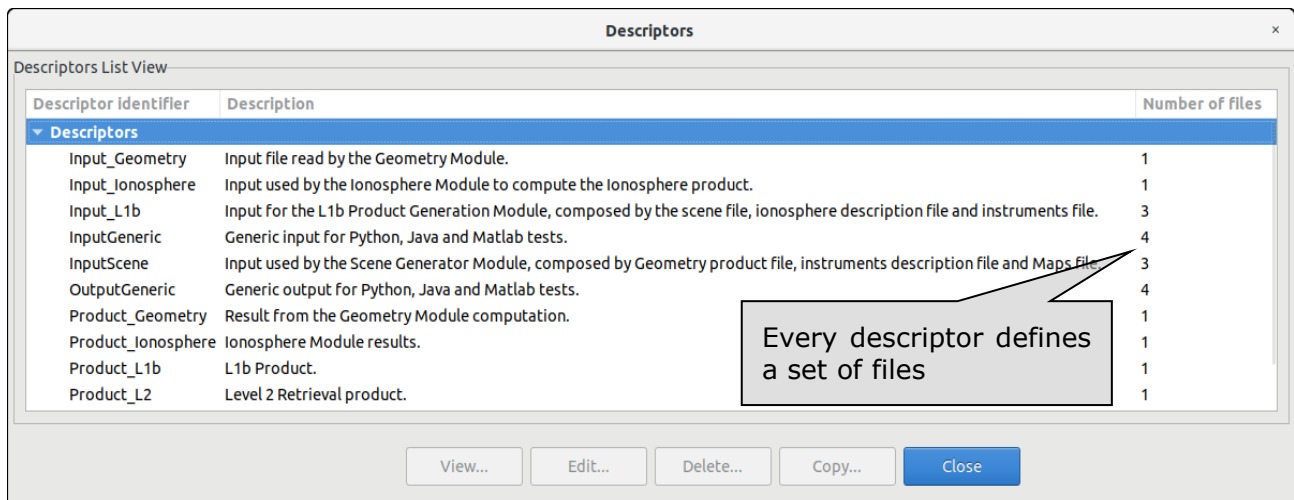 Descriptors
×
Descriptors List View
Descriptor identifier Description Number of files
Descriptors
Input_Geometry Input file read by the Geometry Module. 1
Input_Ionosphere Input used by the Ionosphere Module to compute the Ionosphere product. 1
Input_L1b Input for the L1b Product Generation Module, composed by the scene file, ionosphere description file and instruments file. 3
InputGeneric Generic input for Python, Java and Matlab tests. 4
InputScene Input used by the Scene Generator Module, composed by Geometry product file, instruments description file and Maps file. 3
OutputGeneric Generic output for Python, Java and Matlab tests. 4
Product_Geometry Result from the Geometry Module computation. 1
Product_Ionosphere Ionosphere Module results. 1
Product_L1b L1b Product. 1
Product_L2 Level 2 Retrieval product. 1
Every descriptor defines
a set of files
View... Edit... Delete... Copy... Close